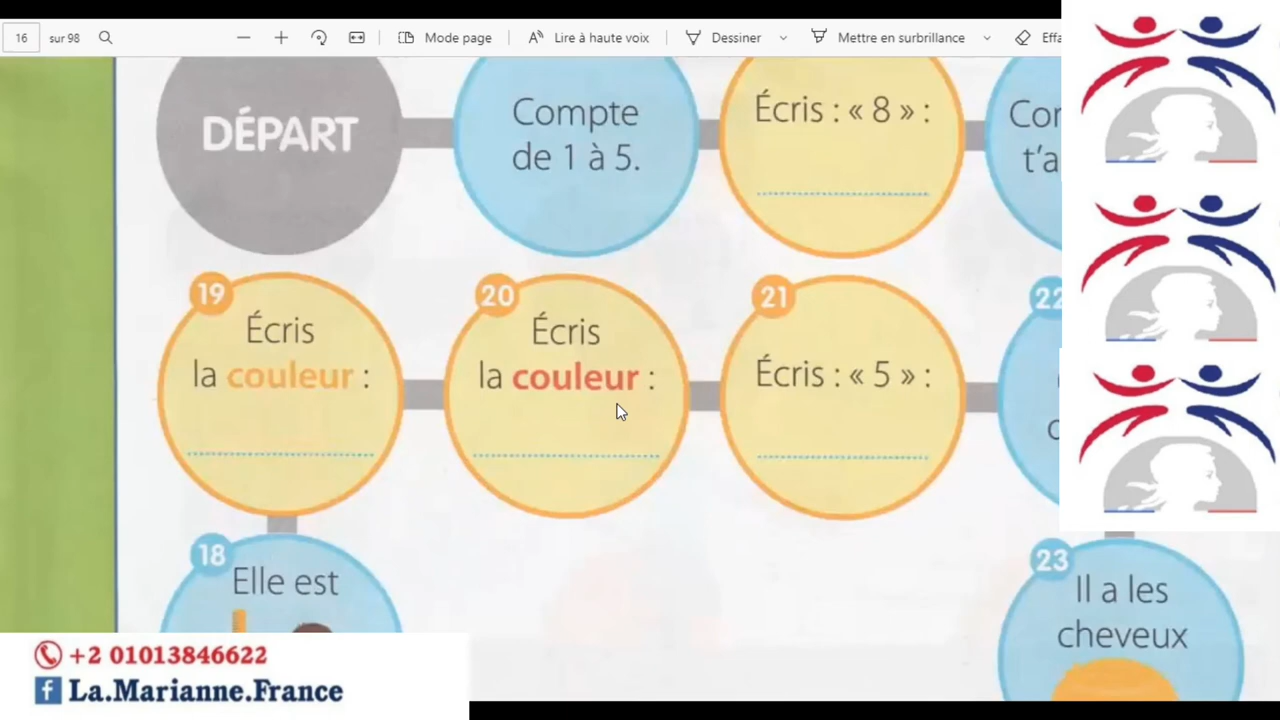 16 sur 98 Mode page Lire à haute voix Dessiner Mettre en surbrillance
DÉPART
Compte
de 1 à 5.
Écris : « 8 » :
t'a
19
Écris
la couleur :
20
Écris
la couleur :
21
Écris : « 5 » :
22
18
Elle est
23
Il a les
cheveux
+2 01013846622
La.Marianne.France